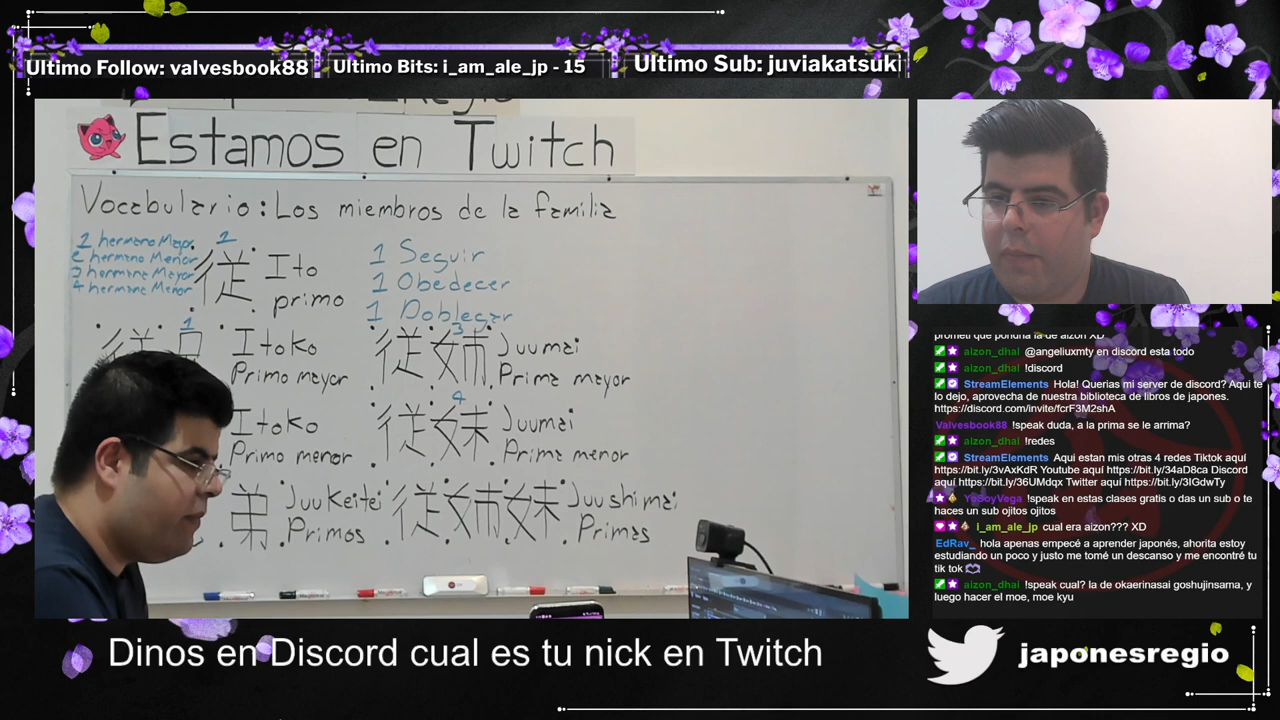 Ultimo Follow: valvesbook88
Ultimo Bits: i_am_ale_jp - 15
Ultimo Sub: juviakatsuki
Estamos en Twitch
Vocabulario: Los miembros de la familia
1 hermano Mayor
2 hermano Menor
3 hermana Mayor
4 hermana Menor
1
従 Ito
primo
1 Seguir
1 Obedecer
1 Doblegar
1
Itoko
Primo mayor
3
従姉 Juumai
Prima mayor
Itoko
Primo menor
4
従妹 Juumai
Prima menor
弟 Juukeitei
Primos
従姉妹 Juushimai
Primas
prometi que pondria la de aizon XD
aizon_dhal @angeliuxmty en discord esta todo
aizon_dhal !discord
StreamElements Hola! Querias mi server de discord? Aqui te
lo dejo, aprovecha de nuestra biblioteca de libros de japones.
https://discord.com/invite/fcrF3M2shA
Valvesbook88 !speak duda, a la prima se le arrima?
aizon_dhal !redes
StreamElements Aqui estan mis otras 4 redes Tiktok aquí
https://bit.ly/3vAxKdR Youtube aquí https://bit.ly/34aD8ca Discord
aquí https://bit.ly/36UMdqx Twitter aquí https://bit.ly/3IGdwTy
YoSoyVega !speak en estas clases gratis o das un sub o te
haces un sub ojitos ojitos
i_am_ale_jp cual era aizon??? XD
EdRav_ hola apenas empecé a aprender japonés, ahorita estoy
estudiando un poco y justo me tomé un descanso y me encontré tu
tik tok
aizon_dhal !speak cual? la de okaerinasai goshujinsama, y
luego hacer el moe, moe kyu
Dinos en Discord cual es tu nick en Twitch
japonesregio